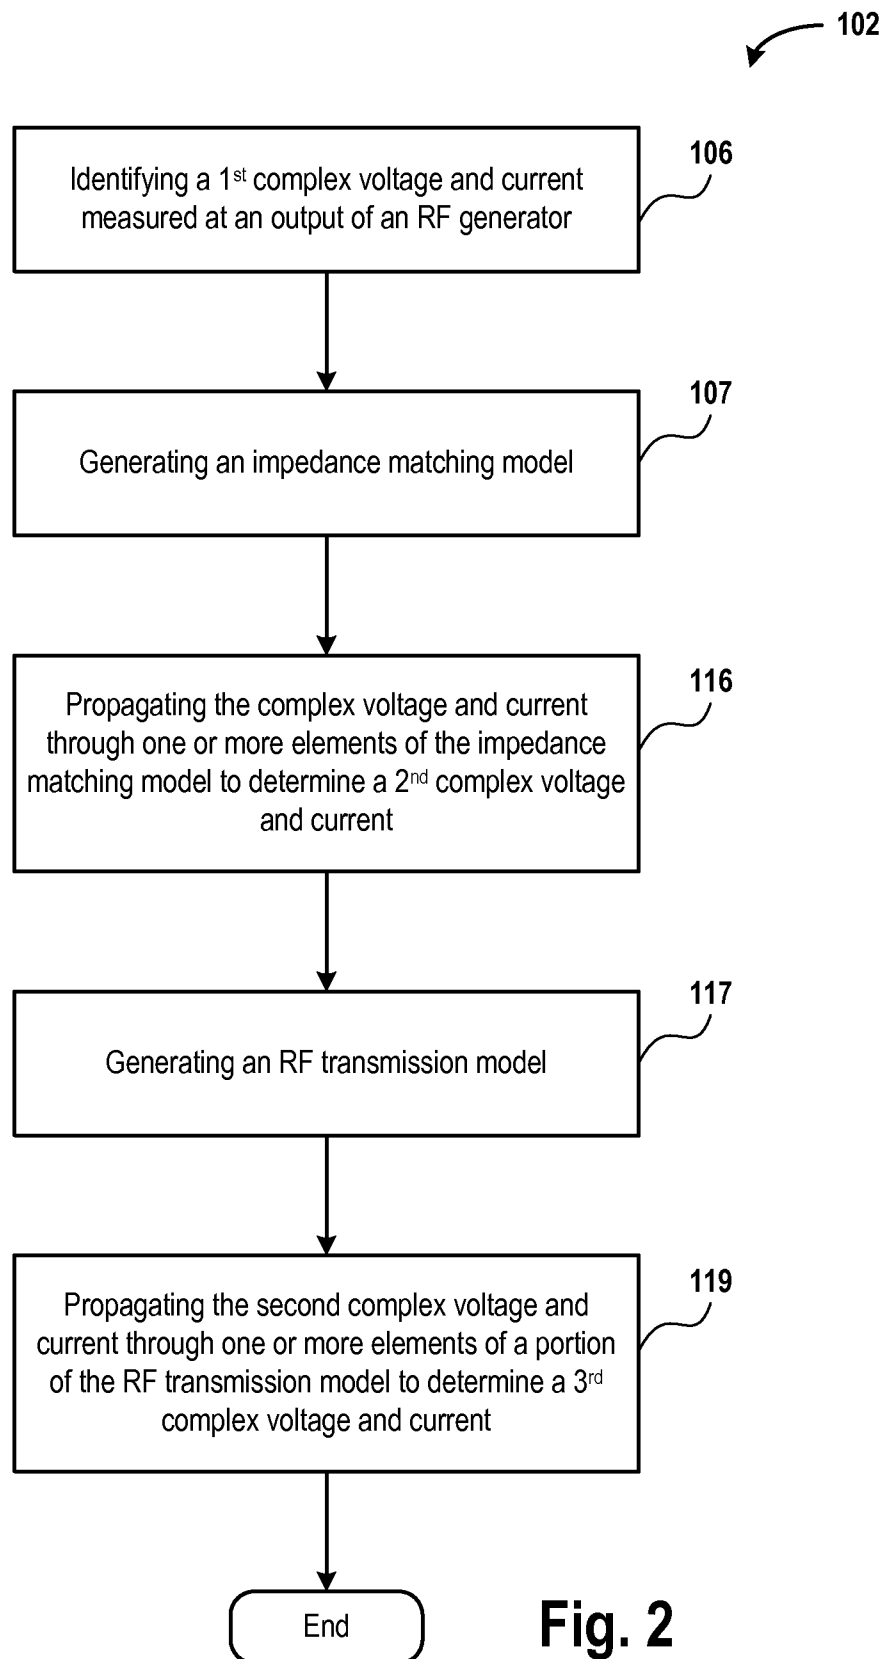 102
106
Identifying a 1st complex voltage and current
measured at an output of an RF generator
107
Generating an impedance matching model
116
Propagating the complex voltage and current
through one or more elements of the impedance
matching model to determine a 2nd complex voltage
and current
117
Generating an RF transmission model
119
Propagating the second complex voltage and
current through one or more elements of a portion
of the RF transmission model to determine a 3rd
complex voltage and current
End
Fig. 2